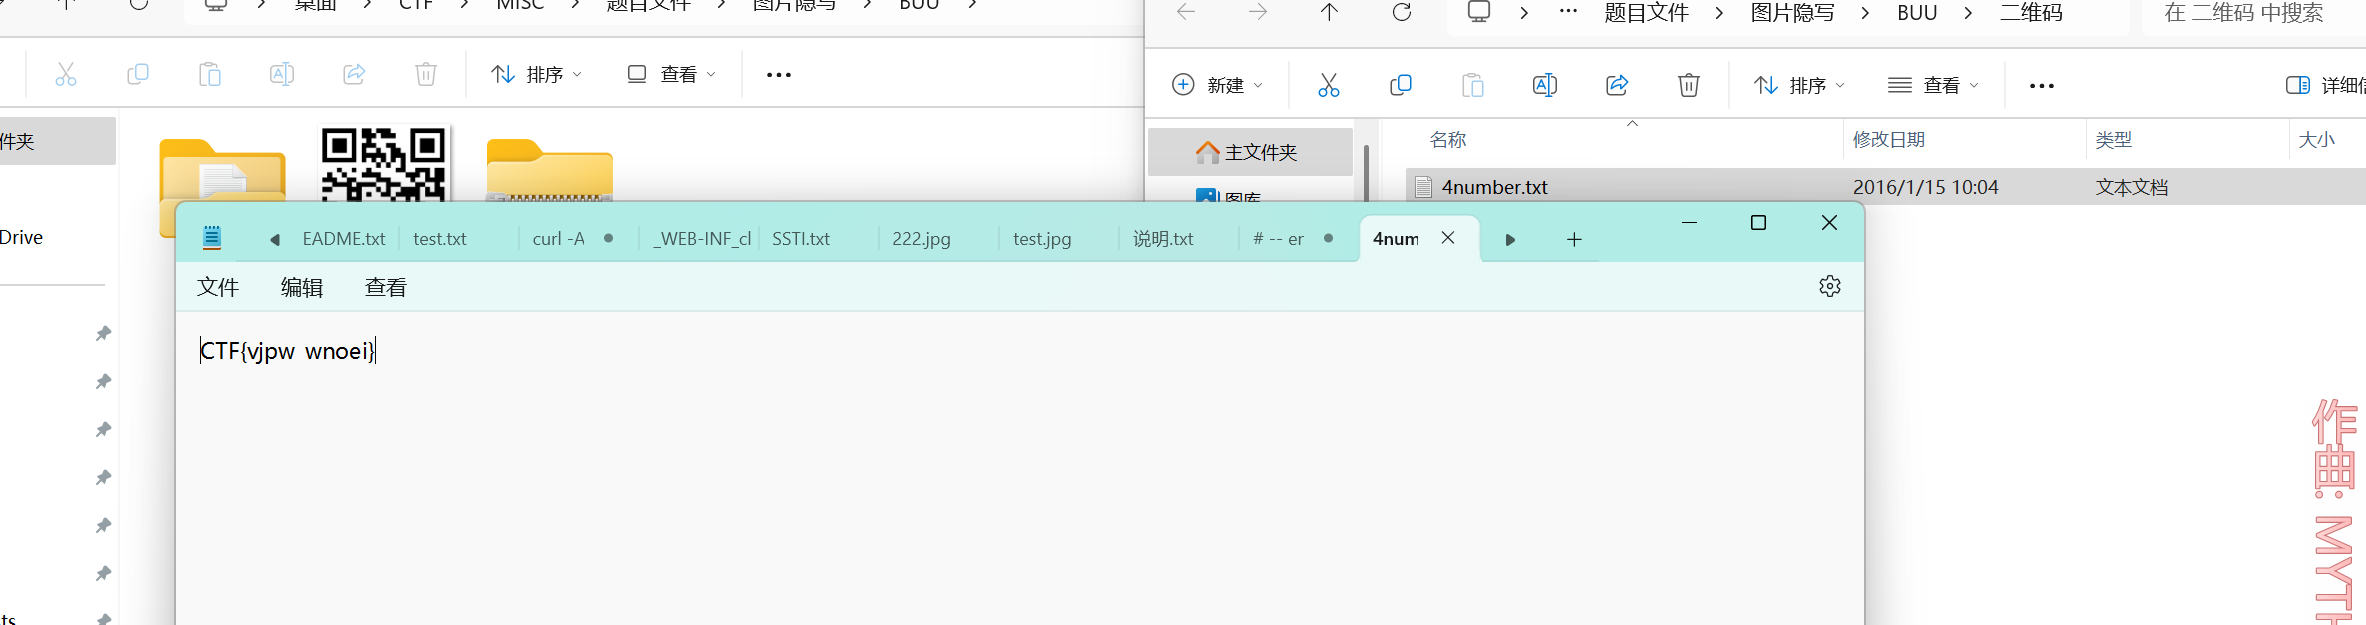 桌面 > CTF > MISC > 题目文件 > 图片隐写 > BUU >
… > 题目文件 > 图片隐写 > BUU > 二维码
在 二维码 中搜索
排序
查看
新建
排序
查看
件夹
Drive
主文件夹
图库
名称
修改日期
类型
大小
4number.txt
2016/1/15 10:04
文本文档
EADME.txt
test.txt
curl -A
_WEB-INF_cl
SSTI.txt
222.jpg
test.jpg
说明.txt
# -- er
4num
文件
编辑
查看
CTF{vjpw_wnoei}
作曲: MYTH